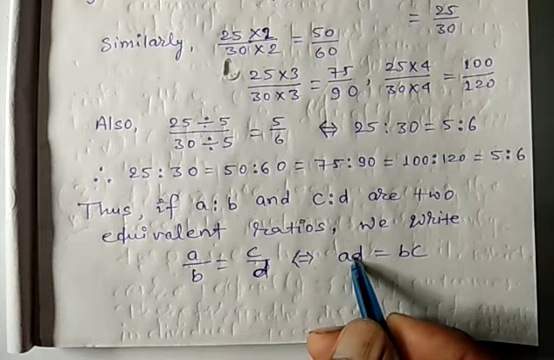 = 25/30
Similarly, 25×2/30×2 = 50/60
25×3/30×3 = 75/90, 25×4/30×4 = 100/120
Also, 25÷5/30÷5 = 5/6 ⇔ 25:30 = 5:6
∴ 25:30 = 50:60 = 75:90 = 100:120 = 5:6
Thus, if a:b and c:d are two
equivalent ratios, we write
a/b = c/d ⇔ ad = bc